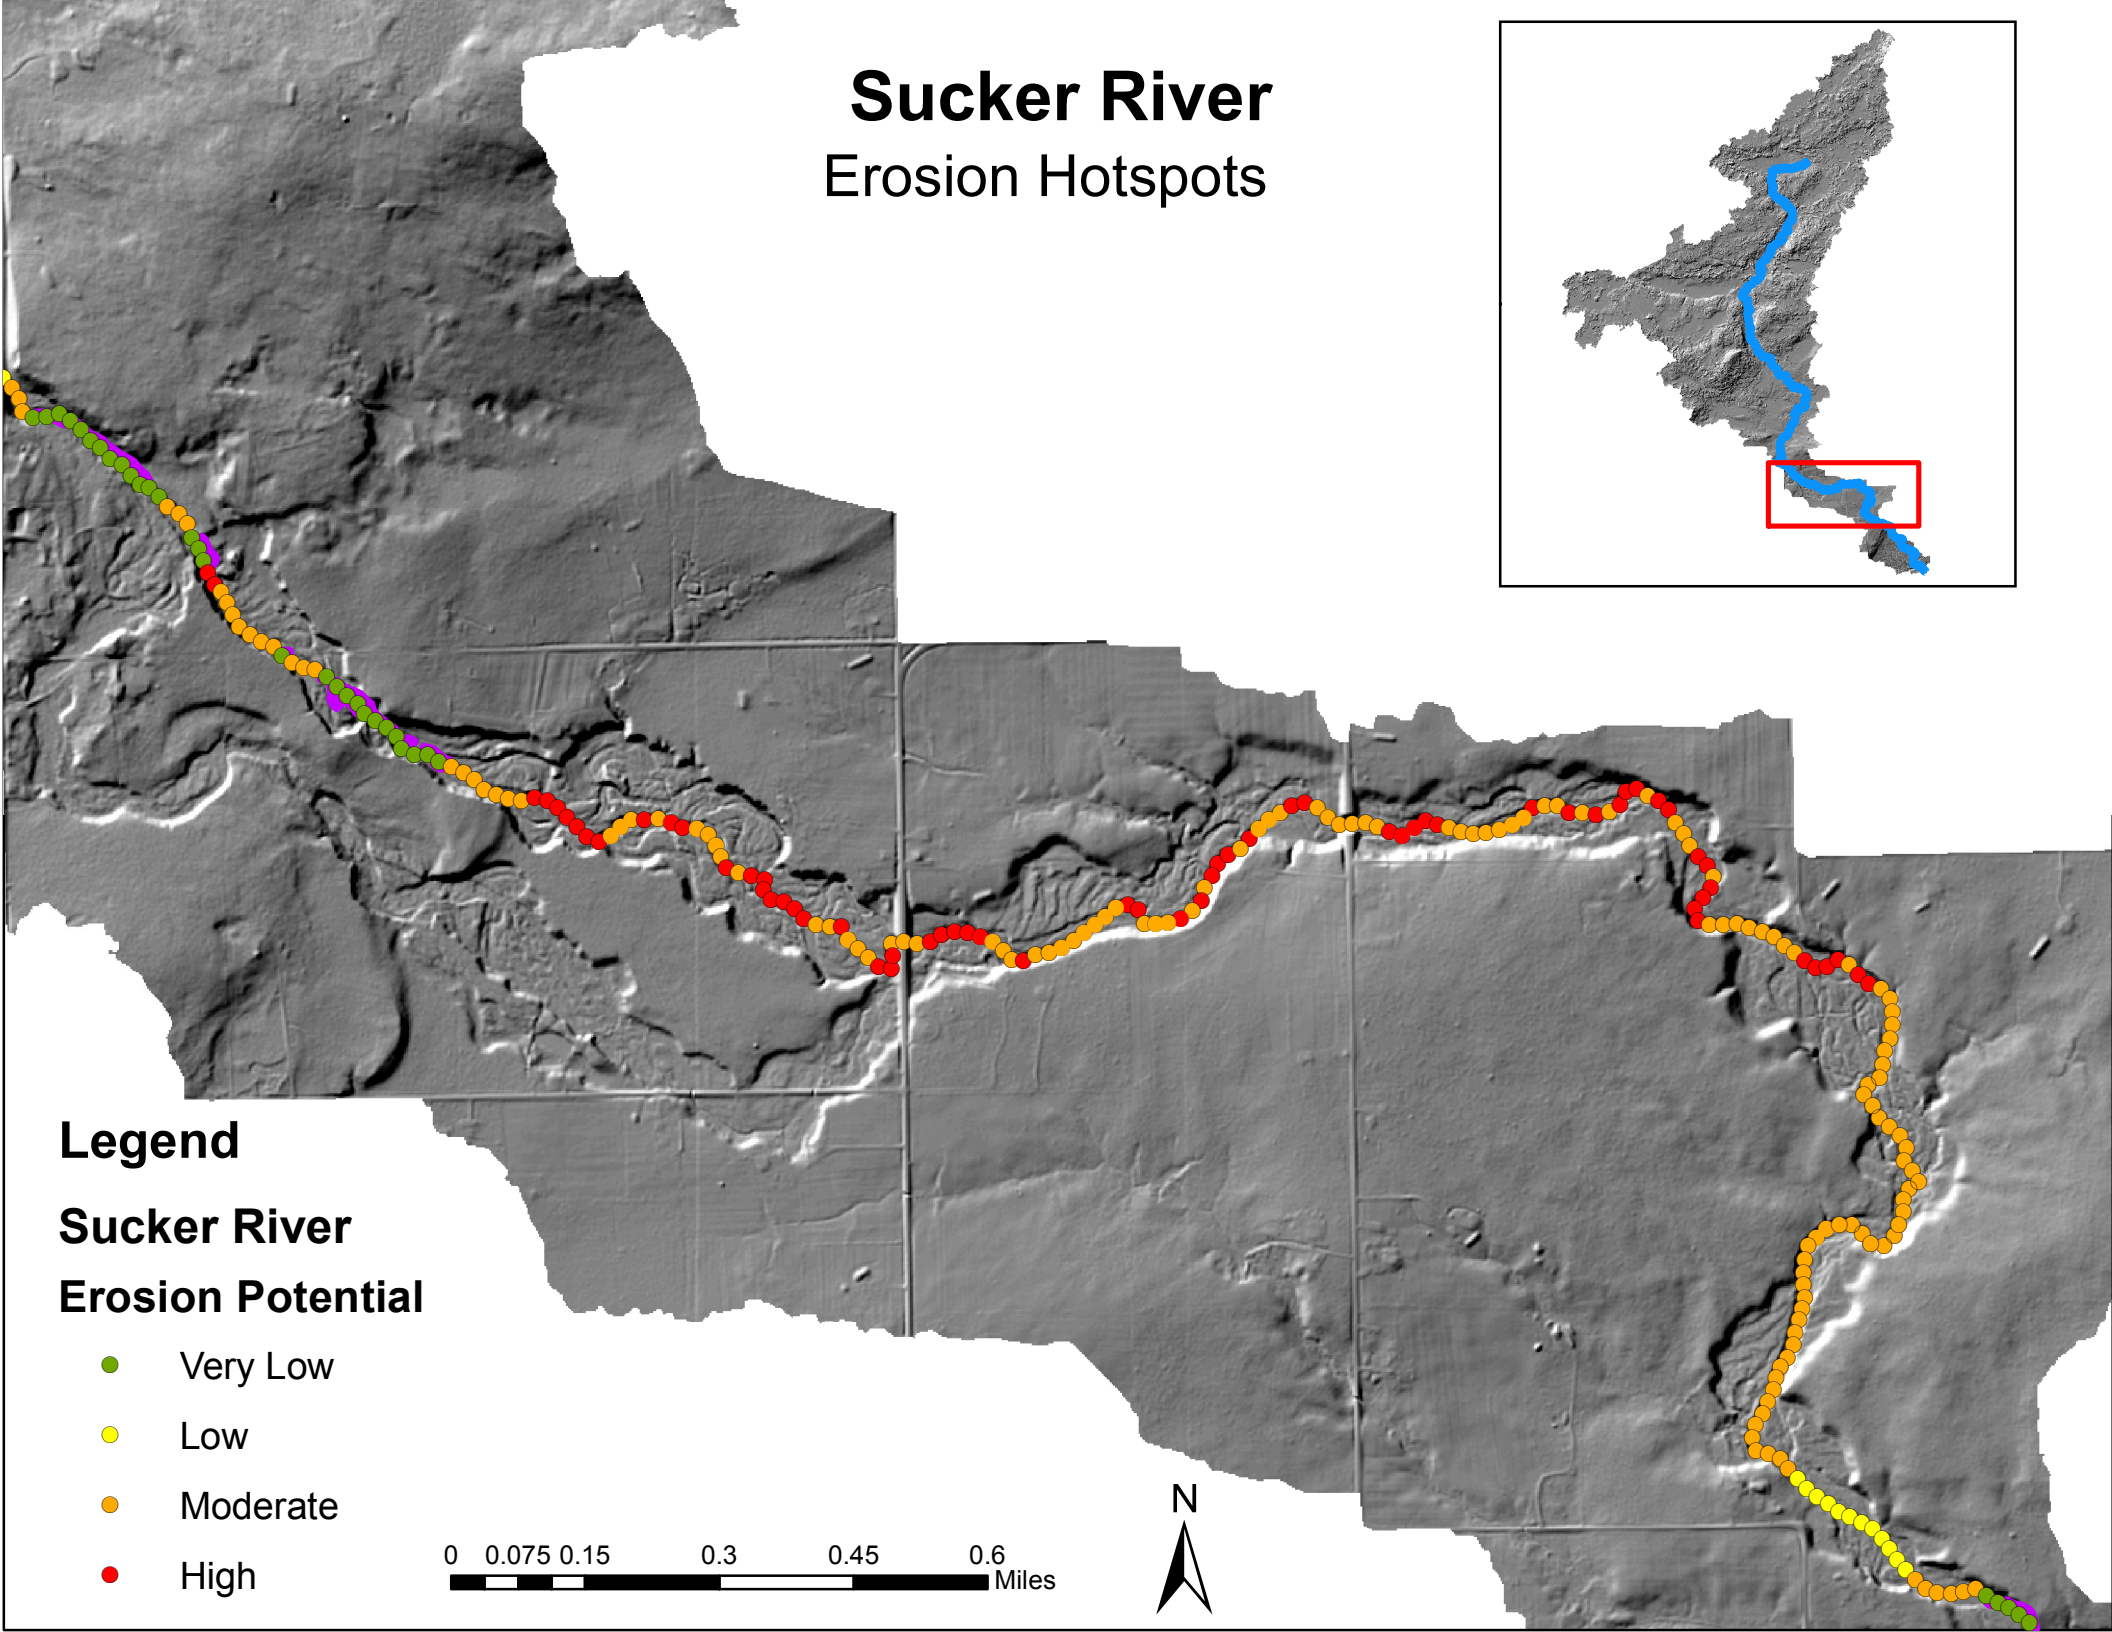 Sucker River
Erosion Hotspots
Legend
Sucker River
Erosion Potential
Very Low
Low
Moderate
High
0 0.075 0.15 0.3 0.45 0.6
Miles
N